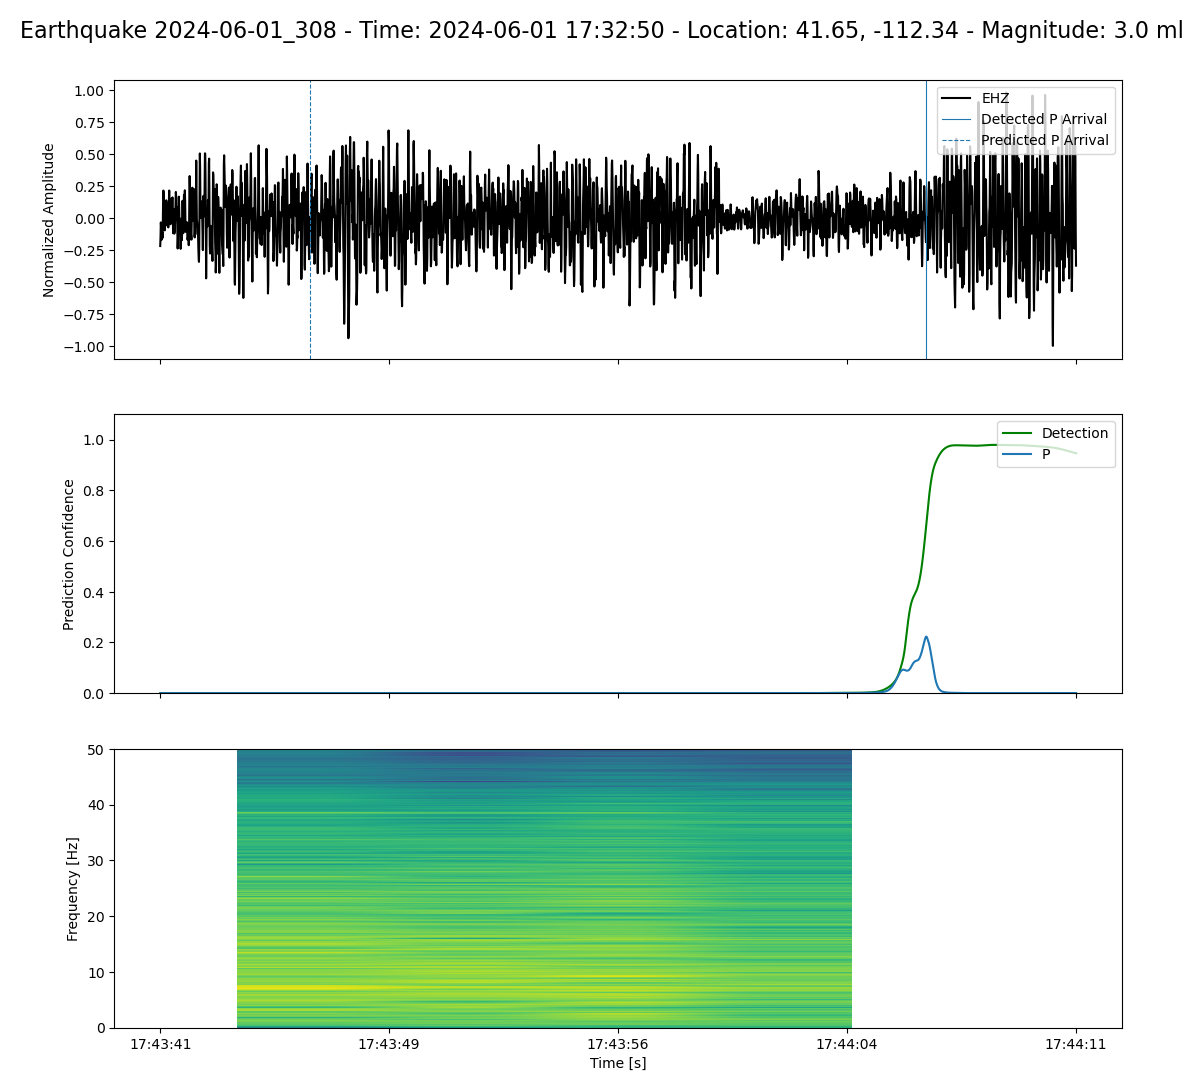 Earthquake 2024-06-01_308 - Time: 2024-06-01 17:32:50 - Location: 41.65, -112.34 - Magnitude: 3.0 ml
Normalized Amplitude
1.00
0.75
0.50
0.25
0.00
−0.25
−0.50
−0.75
−1.00
EHZ
Detected P Arrival
Predicted P Arrival
Prediction Confidence
1.0
0.8
0.6
0.4
0.2
0.0
Detection
P
Frequency [Hz]
50
40
30
20
10
0
17:43:41 17:43:49 17:43:56 17:44:04 17:44:11
Time [s]